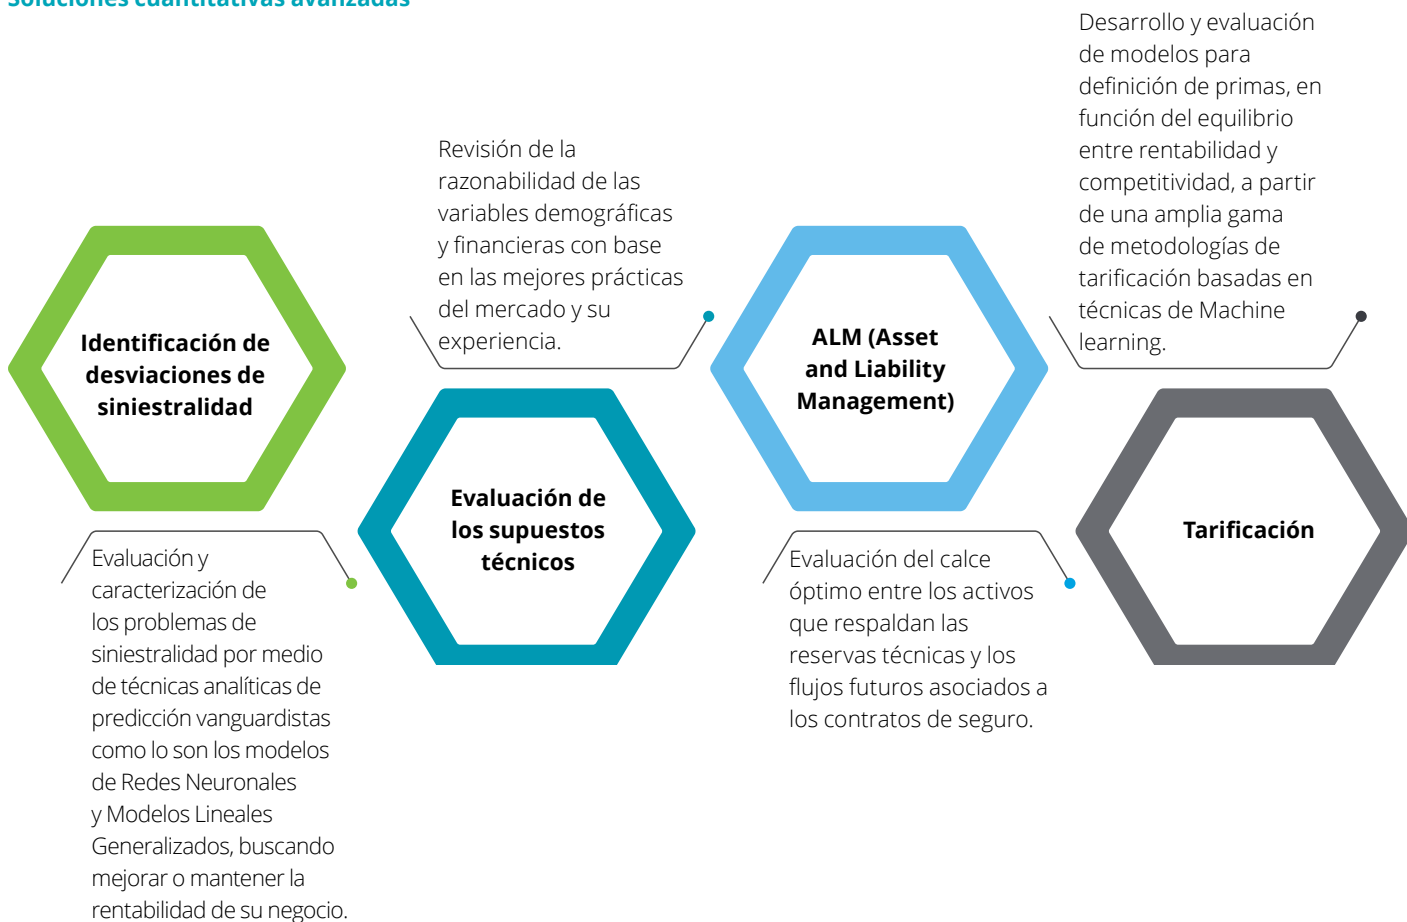 Soluciones cuantitativas avanzadas
Identificación de
desviaciones de
siniestralidad
Evaluación y
caracterización de
los problemas de
siniestralidad por medio
de técnicas analíticas de
predicción vanguardistas
como lo son los modelos
de Redes Neuronales
y Modelos Lineales
Generalizados, buscando
mejorar o mantener la
rentabilidad de su negocio.
Revisión de la
razonabilidad de las
variables demográficas
y financieras con base
en las mejores prácticas
del mercado y su
experiencia.
Evaluación de
los supuestos
técnicos
ALM (Asset
and Liability
Management)
Evaluación del calce
óptimo entre los activos
que respaldan las
reservas técnicas y los
flujos futuros asociados a
los contratos de seguro.
Desarrollo y evaluación
de modelos para
definición de primas, en
función del equilibrio
entre rentabilidad y
competitividad, a partir
de una amplia gama
de metodologías de
tarificación basadas en
técnicas de Machine
learning.
Tarificación